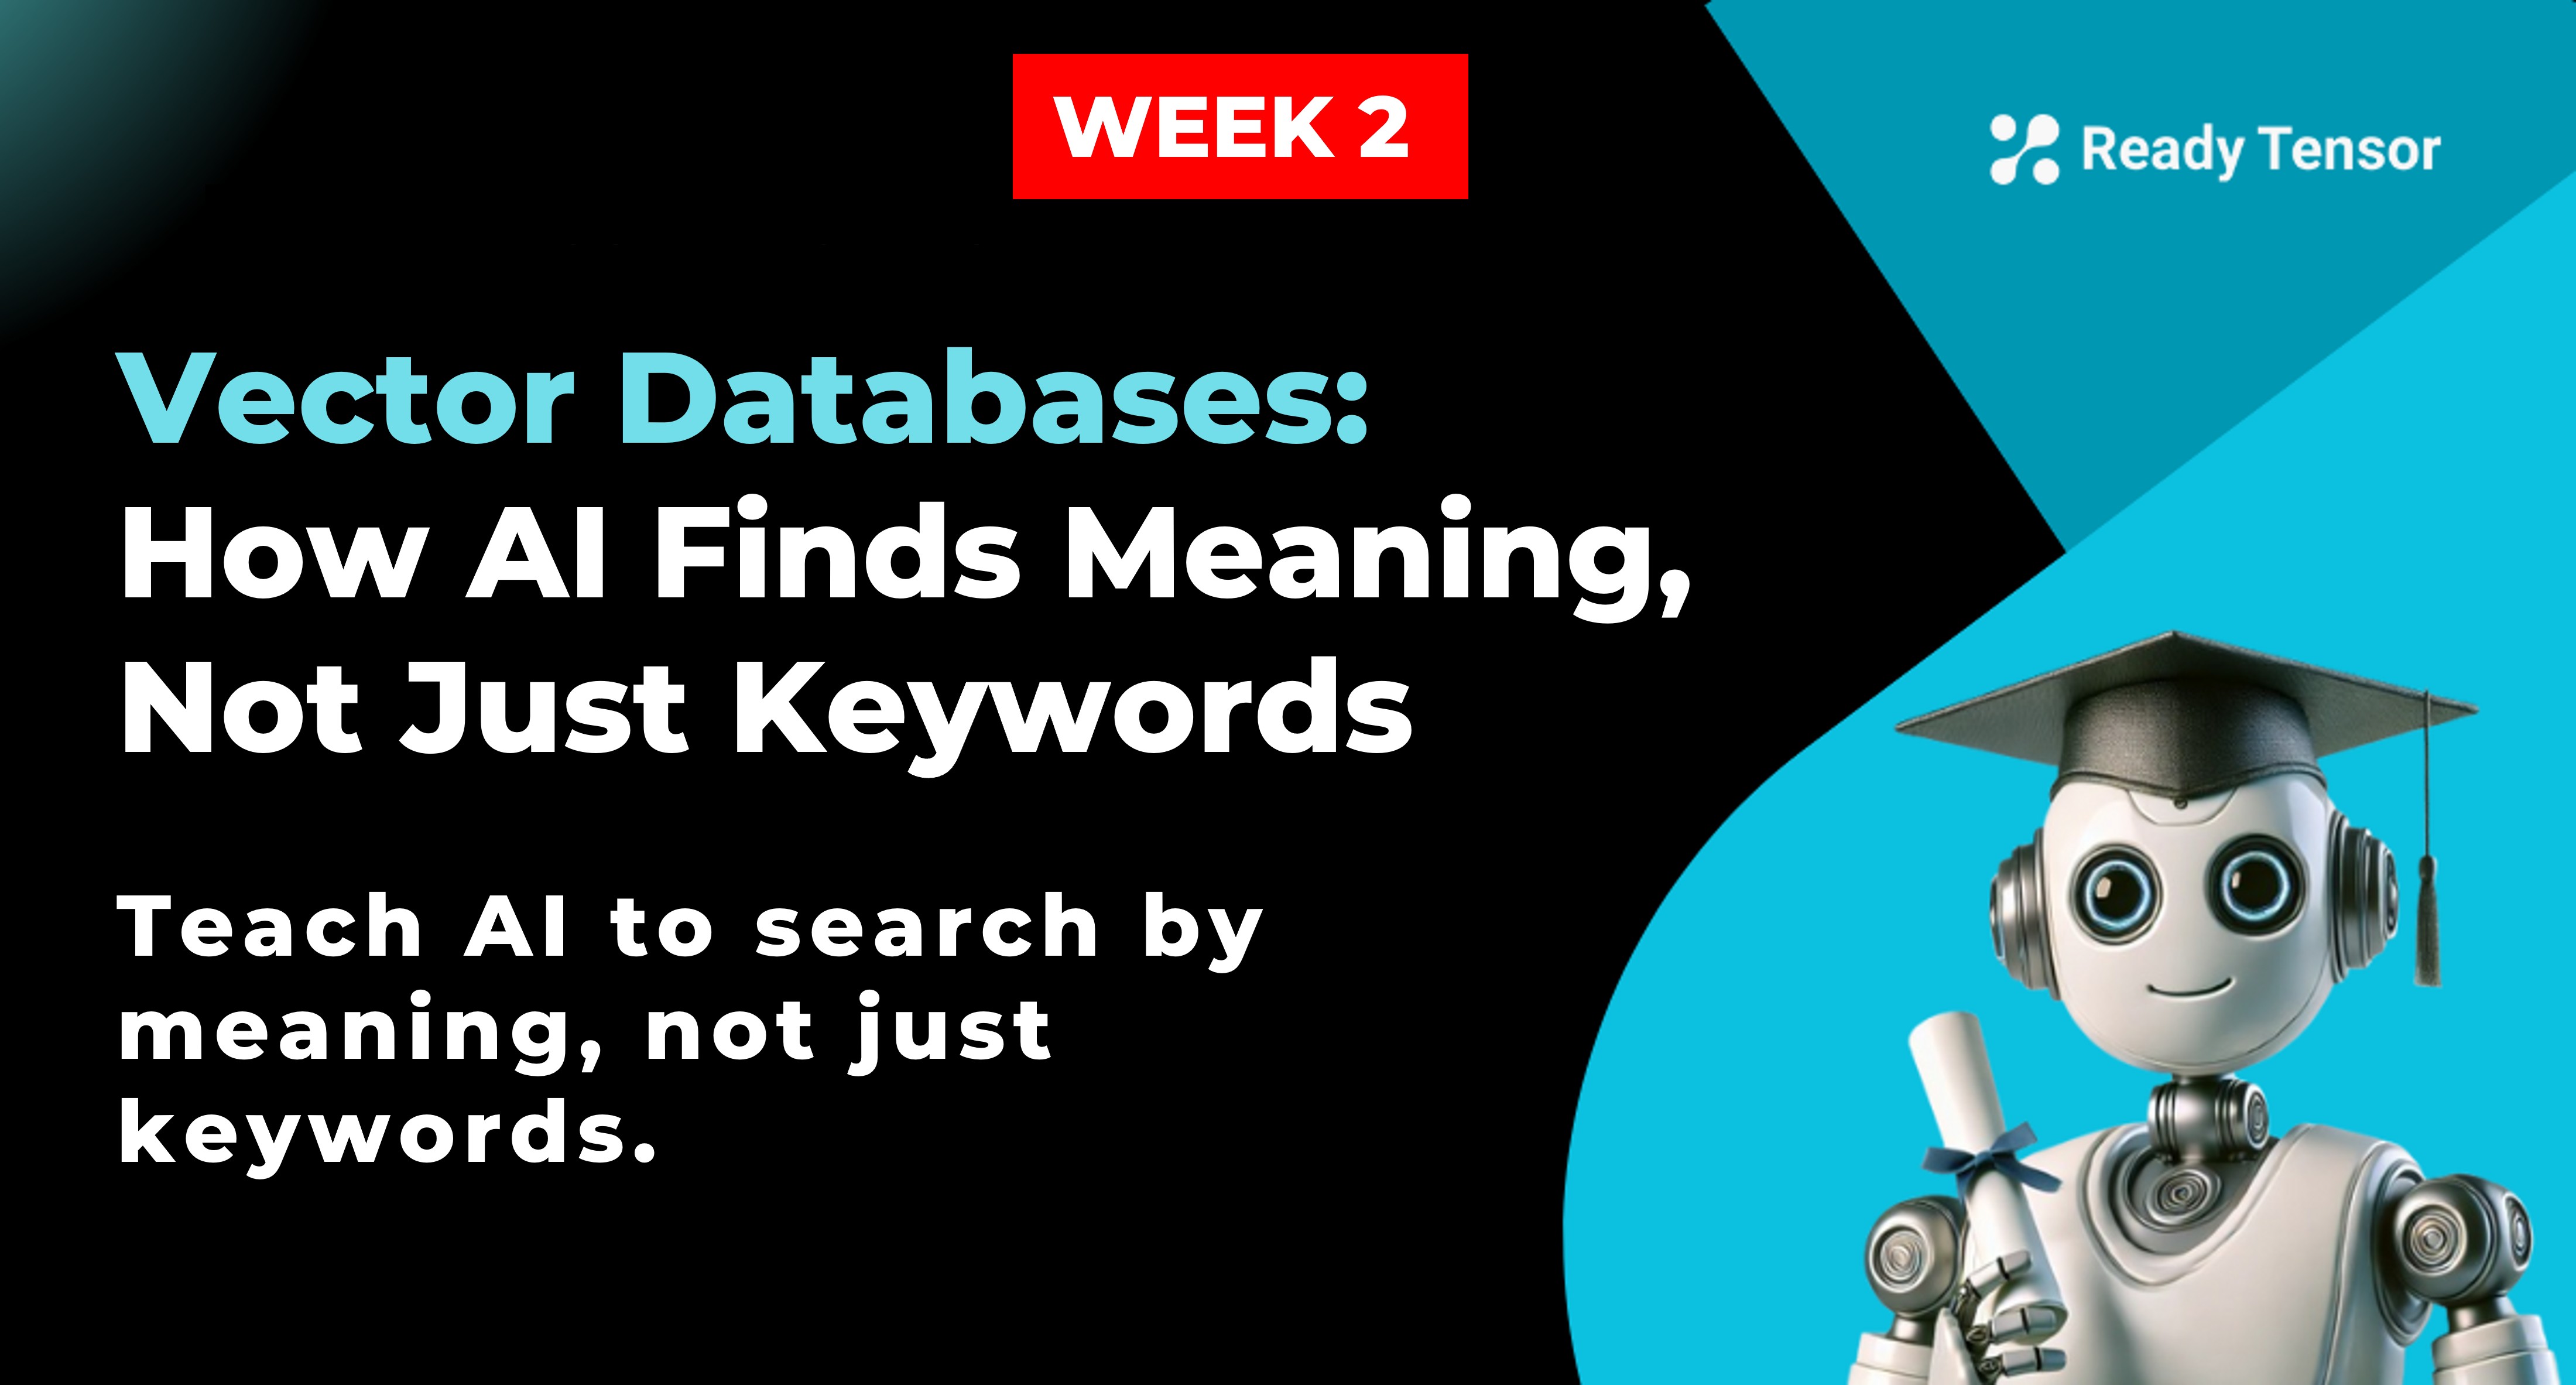 WEEK 2
Ready Tensor
Vector Databases:
How AI Finds Meaning,
Not Just Keywords
Teach AI to search by
meaning, not just
keywords.